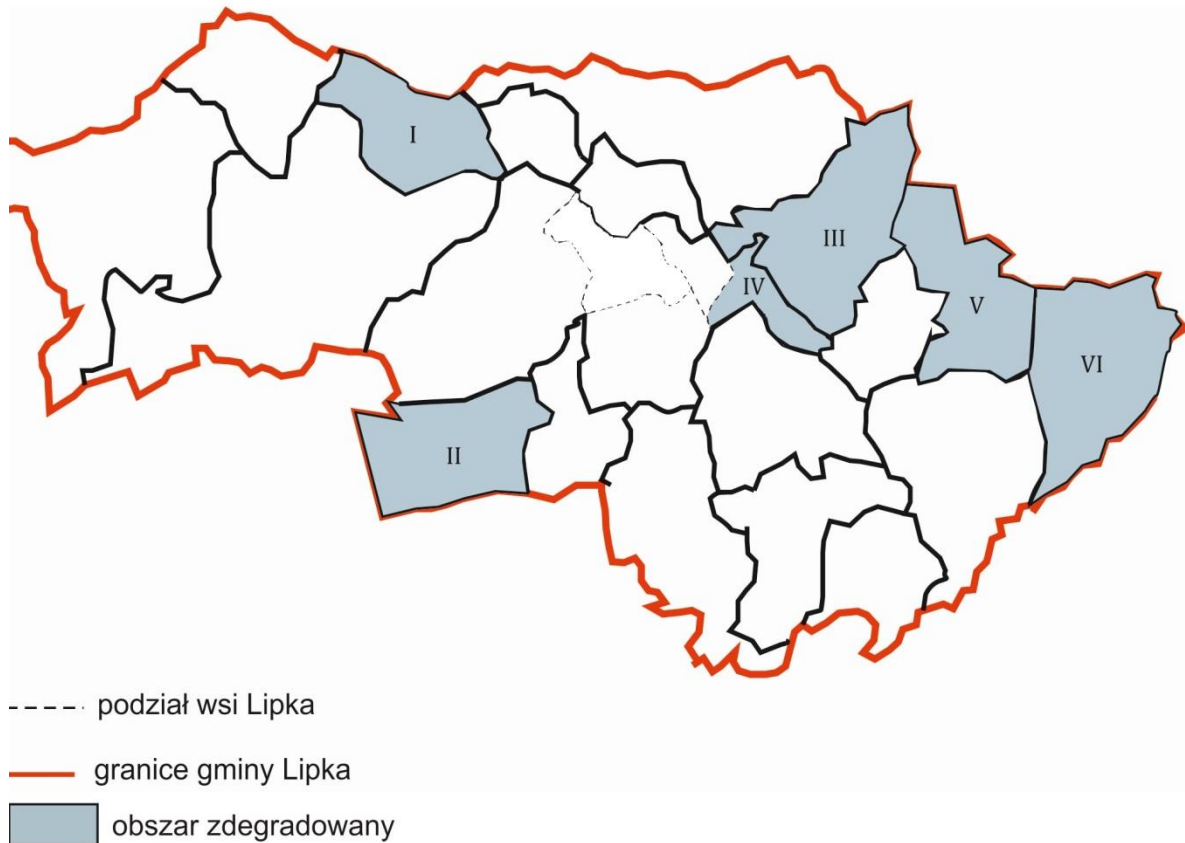 I
III
IV
V
VI
II
podział wsi Lipka
granice gminy Lipka
obszar zdegradowany